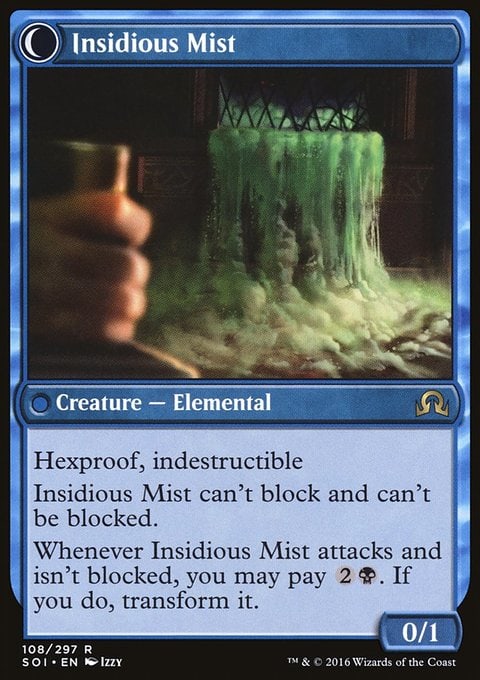 Insidious Mist
Creature — Elemental
Hexproof, indestructible
Insidious Mist can't block and can't
be blocked.
Whenever Insidious Mist attacks and
isn't blocked, you may pay 2. If
you do, transform it.
0/1
108/297 R
SOI • EN Izzy
™ & © 2016 Wizards of the Coast